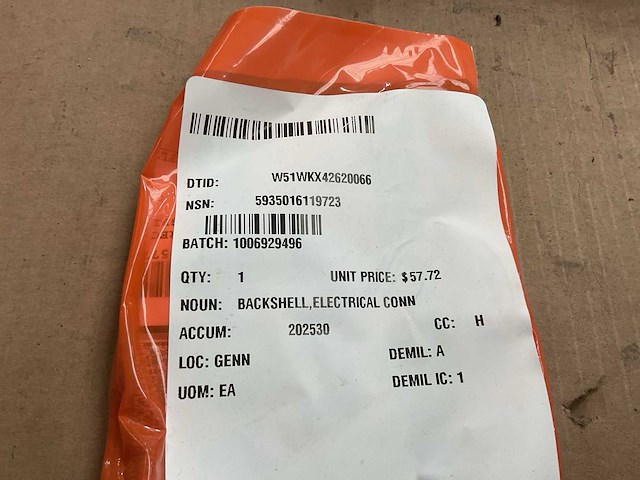 DTID: W51WKX42620066
NSN: 5935016119723
BATCH: 1006929496
QTY: 1 UNIT PRICE: $57.72
NOUN: BACKSHELL,ELECTRICAL CONN
ACCUM: 202530 CC: H
LOC: GENN DEMIL: A
UOM: EA DEMIL IC: 1